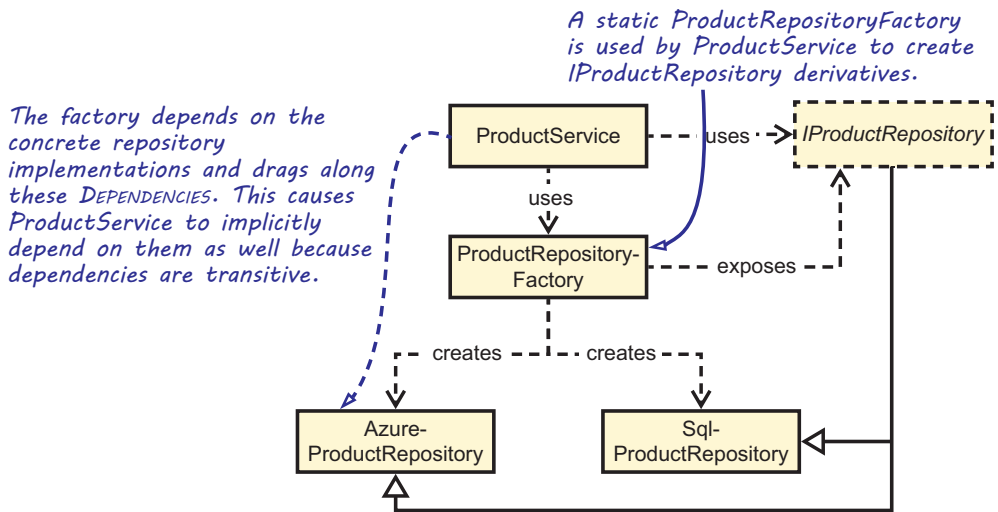 A static ProductRepositoryFactory
is used by ProductService to create
IProductRepository derivatives.
The factory depends on the
concrete repository
implementations and drags along
these DEPENDENCIES. This causes
ProductService to implicitly
depend on them as well because
dependencies are transitive.
ProductService
uses
IProductRepository
uses
ProductRepository-
Factory
exposes
creates
creates
Azure-
ProductRepository
Sql-
ProductRepository